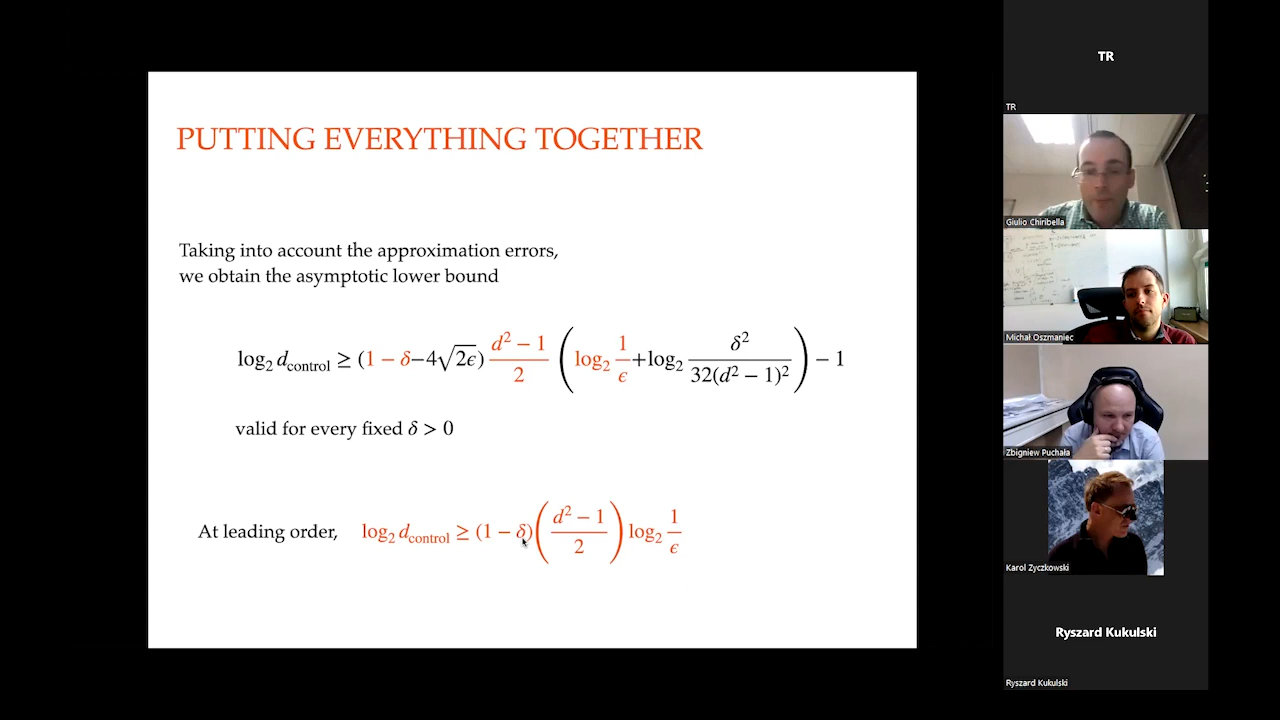 PUTTING EVERYTHING TOGETHER
Taking into account the approximation errors,
we obtain the asymptotic lower bound
log₂ d_control ≥ (1 − δ−4√(2ϵ)) (d² − 1)/2 (log₂ 1/ϵ + log₂ δ²/(32(d² − 1)²)) − 1
valid for every fixed δ > 0
At leading order, log₂ d_control ≥ (1 − δ)((d² − 1)/2) log₂ 1/ϵ
TR
TR
Giulio Chiribella
Michał Oszmaniec
Zbigniew Puchała
Karol Zyczkowski
Ryszard Kukulski
Ryszard Kukulski